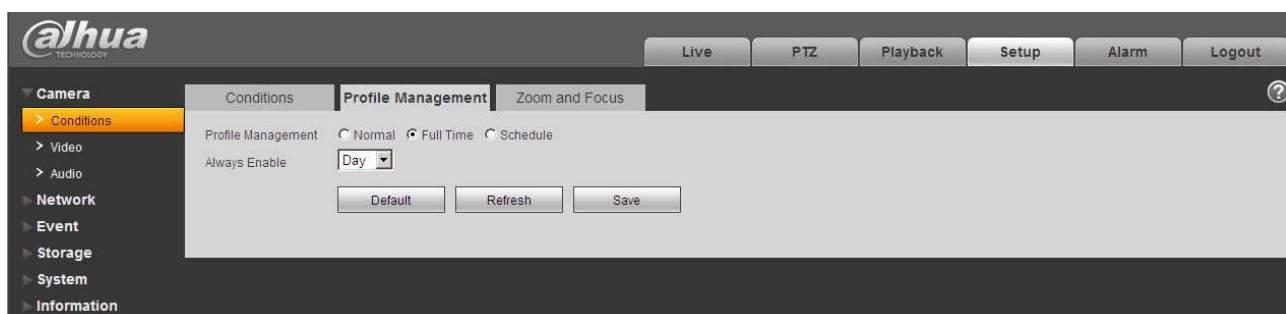 alhua
TECHNOLOGY
Live PTZ Playback Setup Alarm Logout
Camera
Conditions Profile Management Zoom and Focus
?
> Conditions
Profile Management Normal Full Time Schedule
> Video
Always Enable Day
> Audio
Network
Default Refresh Save
Event
Storage
System
Information